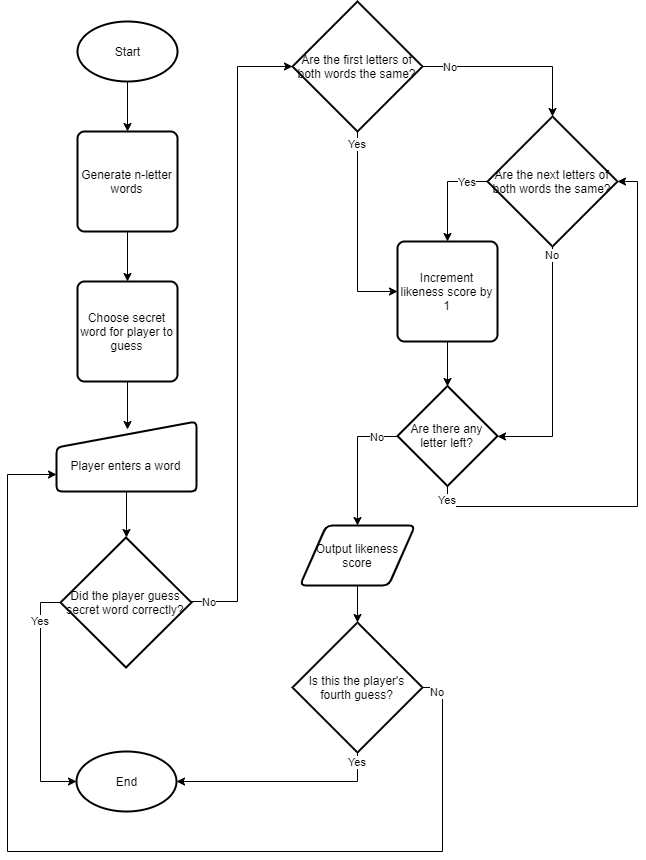 Start
Generate n-letter
words
Choose secret
word for player to
guess
Player enters a word
Did the player guess
secret word correctly?
Yes
No
End
Are the first letters of
both words the same?
No
Yes
Are the next letters of
both words the same?
Yes
No
Increment
likeness score by
1
Are there any
letter left?
No
Yes
Output likeness
score
Is this the player's
fourth guess?
No
Yes